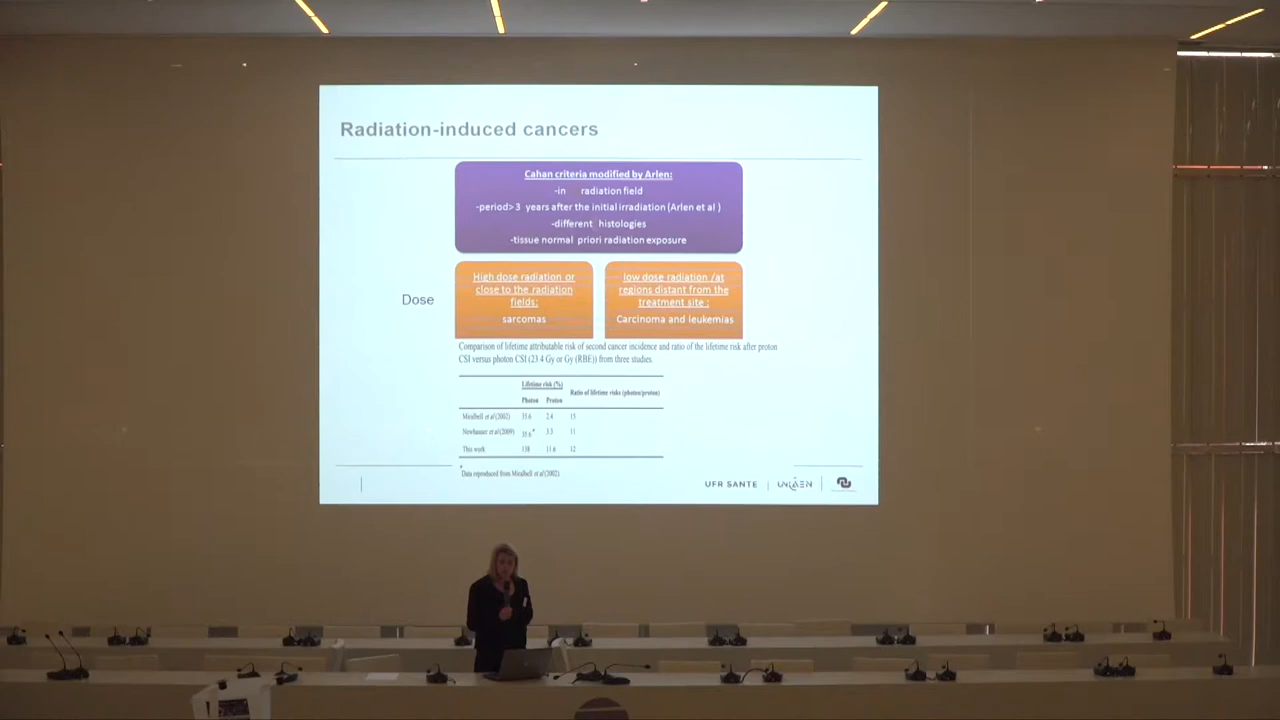 Radiation-induced cancers
Cahan criteria modified by Arlen:
-in radiation field
-period>3 years after the initial irradiation (Arlen et al )
-different histologies
-tissue normal priori radiation exposure
Dose
High dose radiation or
close to the radiation
fields:
sarcomas
low dose radiation /at
regions distant from the
treatment site :
Carcinoma and leukemias
Comparison of lifetime attributable risk of second cancer incidence and ratio of the lifetime risk after proton
CSI versus photon CSI (23.4 Gy or Gy (RBE)) from three studies.
Lifetime risk (%)
Ratio of lifetime risks (photon/proton)
Photon Proton
Miralbell et al (2002) 35.6 2.4 15
Newhauser et al (2009) 35.6* 3.3 11
This work 138 11.6 12
* Data reproduced from Miralbell et al (2002).
UFR SANTE
UNICAEN